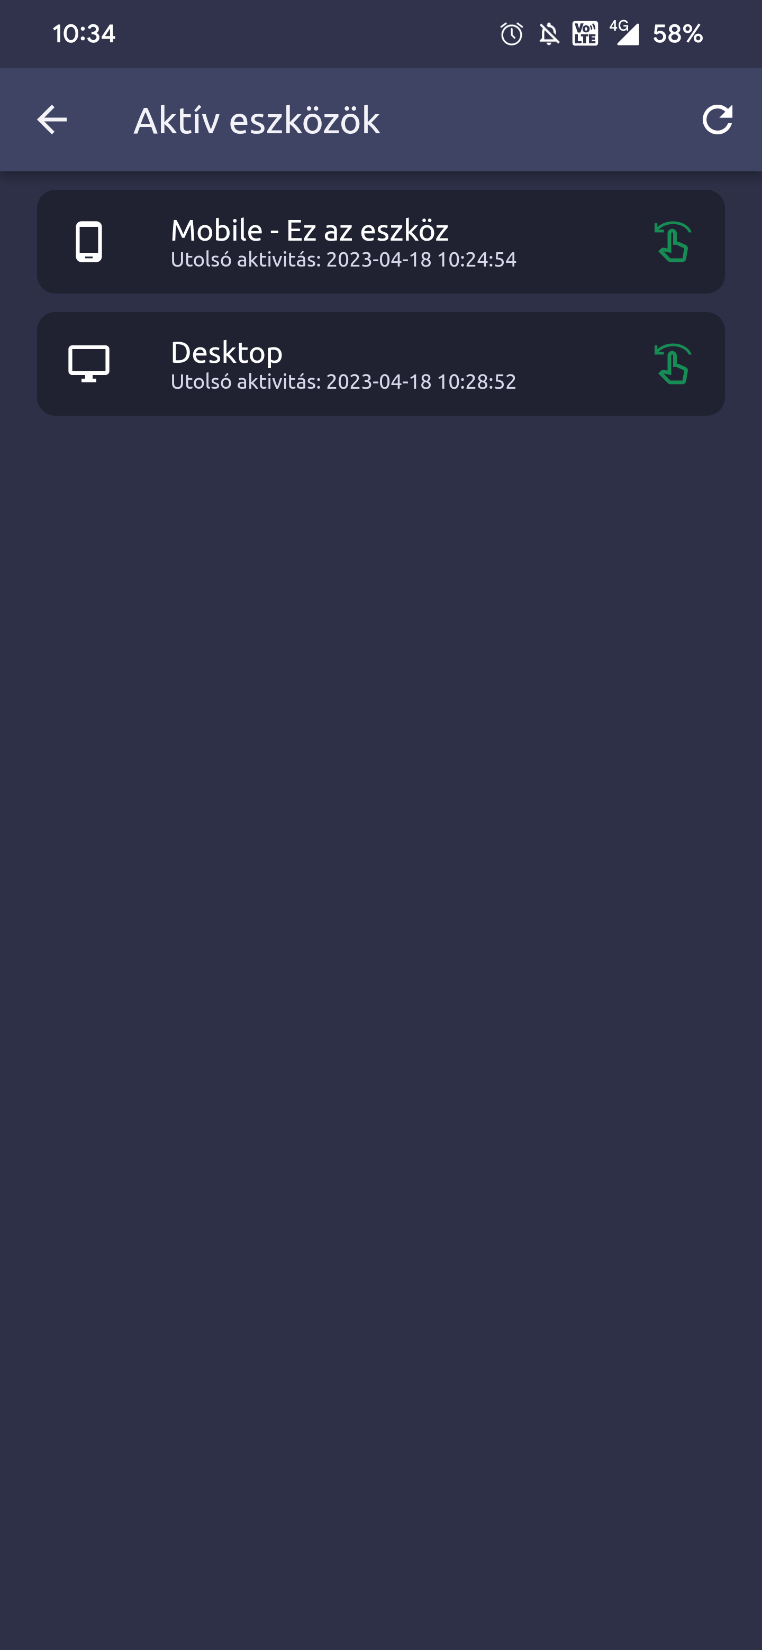 10:34
VoLTE 4G 58%
Aktív eszközök
Mobile - Ez az eszköz
Utolsó aktivitás: 2023-04-18 10:24:54
Desktop
Utolsó aktivitás: 2023-04-18 10:28:52